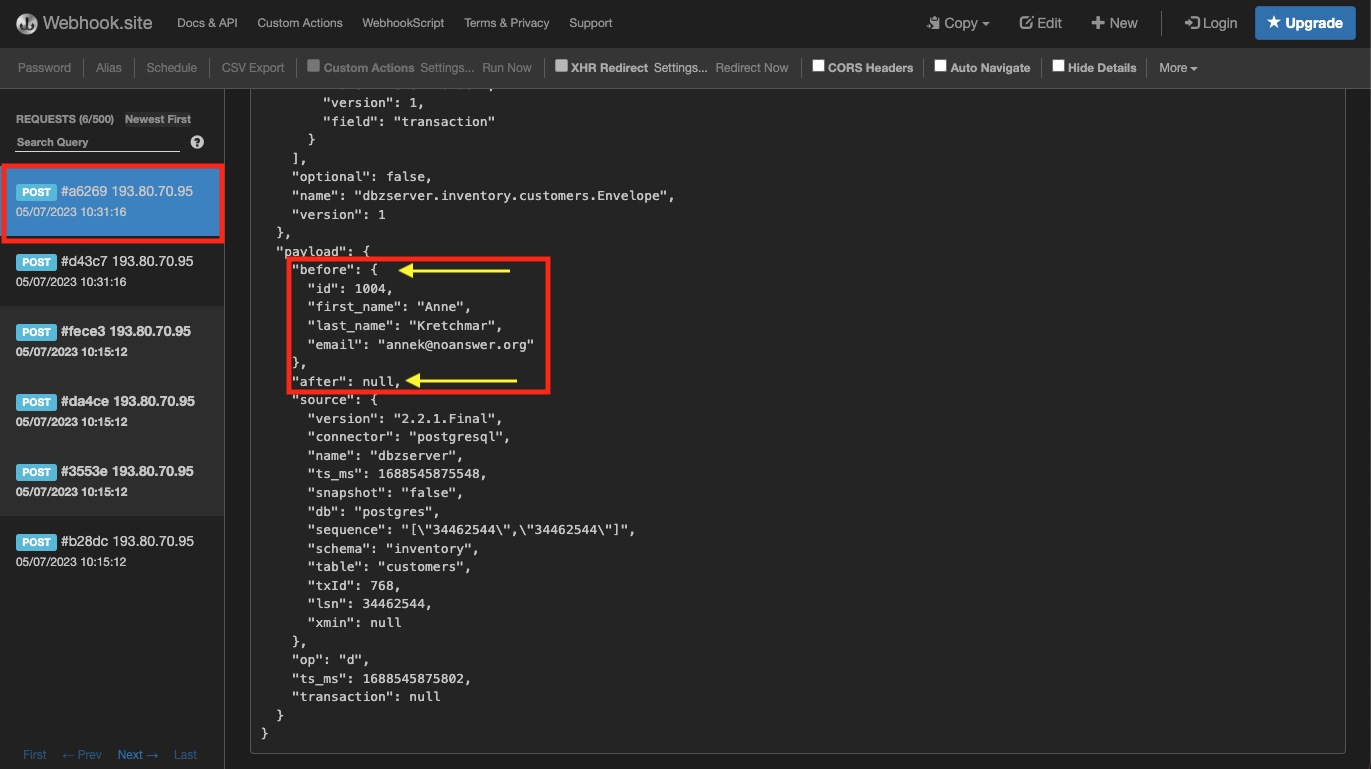 Webhook.site Docs & API Custom Actions WebhookScript Terms & Privacy Support Copy Edit New Login Upgrade
Password Alias Schedule CSV Export Custom Actions Settings... Run Now XHR Redirect Settings... Redirect Now CORS Headers Auto Navigate Hide Details More
REQUESTS (6/500) Newest First
Search Query
POST #a6269 193.80.70.95
05/07/2023 10:31:16
POST #d43c7 193.80.70.95
05/07/2023 10:31:16
POST #fece3 193.80.70.95
05/07/2023 10:15:12
POST #da4ce 193.80.70.95
05/07/2023 10:15:12
POST #3553e 193.80.70.95
05/07/2023 10:15:12
POST #b28dc 193.80.70.95
05/07/2023 10:15:12
First ← Prev Next → Last
"version": 1,
"field": "transaction"
}
],
"optional": false,
"name": "dbzserver.inventory.customers.Envelope",
"version": 1
},
"payload": {
"before": {
"id": 1004,
"first_name": "Anne",
"last_name": "Kretchmar",
"email": "annek@noanswer.org"
},
"after": null,
"source": {
"version": "2.2.1.Final",
"connector": "postgresql",
"name": "dbzserver",
"ts_ms": 1688545875548,
"snapshot": "false",
"db": "postgres",
"sequence": "[\"34462544\",\"34462544\"]",
"schema": "inventory",
"table": "customers",
"txId": 768,
"lsn": 34462544,
"xmin": null
},
"op": "d",
"ts_ms": 1688545875802,
"transaction": null
}
}